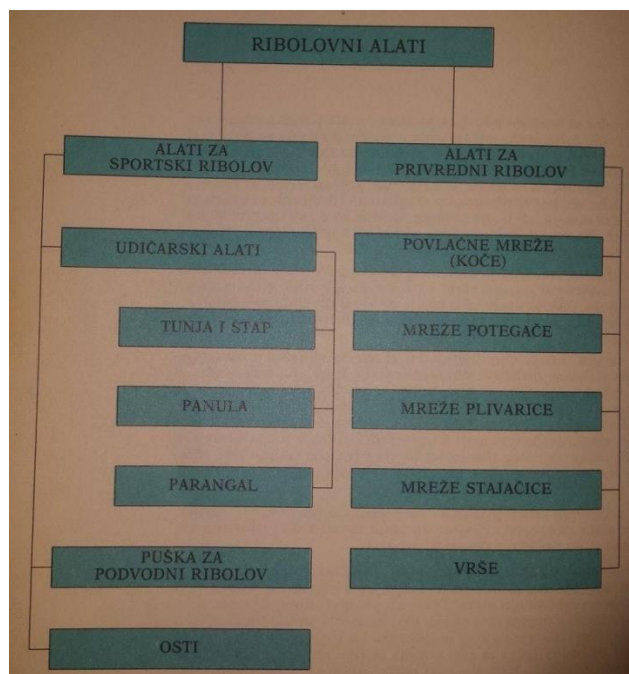 RIBOLOVNI ALATI
ALATI ZA
SPORTSKI RIBOLOV
UDIČARSKI ALATI
TUNJA I ŠTAP
PANULA
PARANGAL
PUŠKA ZA
PODVODNI RIBOLOV
OSTI
ALATI ZA
PRIVREDNI RIBOLOV
POVLAČNE MREŽE
(KOČE)
MREŽE POTEGAČE
MREŽE PLIVARICE
MREŽE STAJAČICE
VRŠE